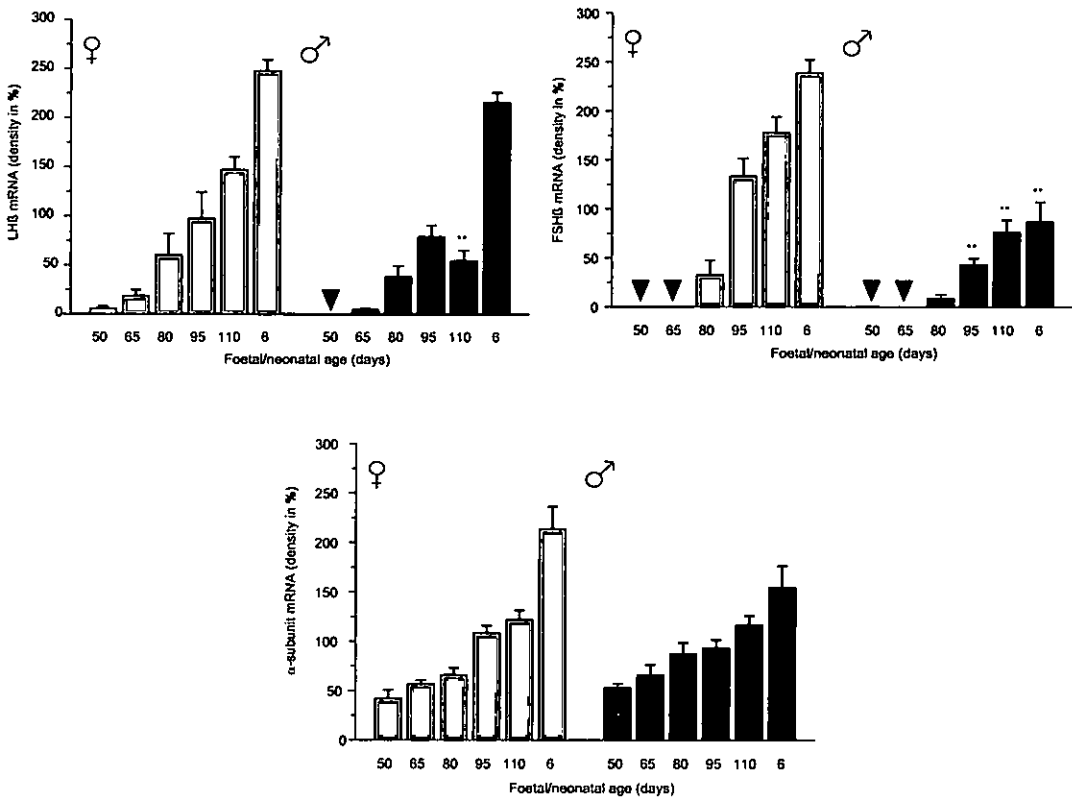 LHß mRNA (density in %)
300
250
200
150
100
50
0
♀
♂
**
50 65 80 95 110 6 50 65 80 95 110 6
Foetal/neonatal age (days)
FSHß mRNA (density in %)
300
250
200
150
100
50
0
♀
♂
** ** **
50 65 80 95 110 6 50 65 80 95 110 6
Foetal/neonatal age (days)
α-subunit mRNA (density in %)
300
250
200
150
100
50
0
♀
♂
50 65 80 95 110 6 50 65 80 95 110 6
Foetal/neonatal age (days)